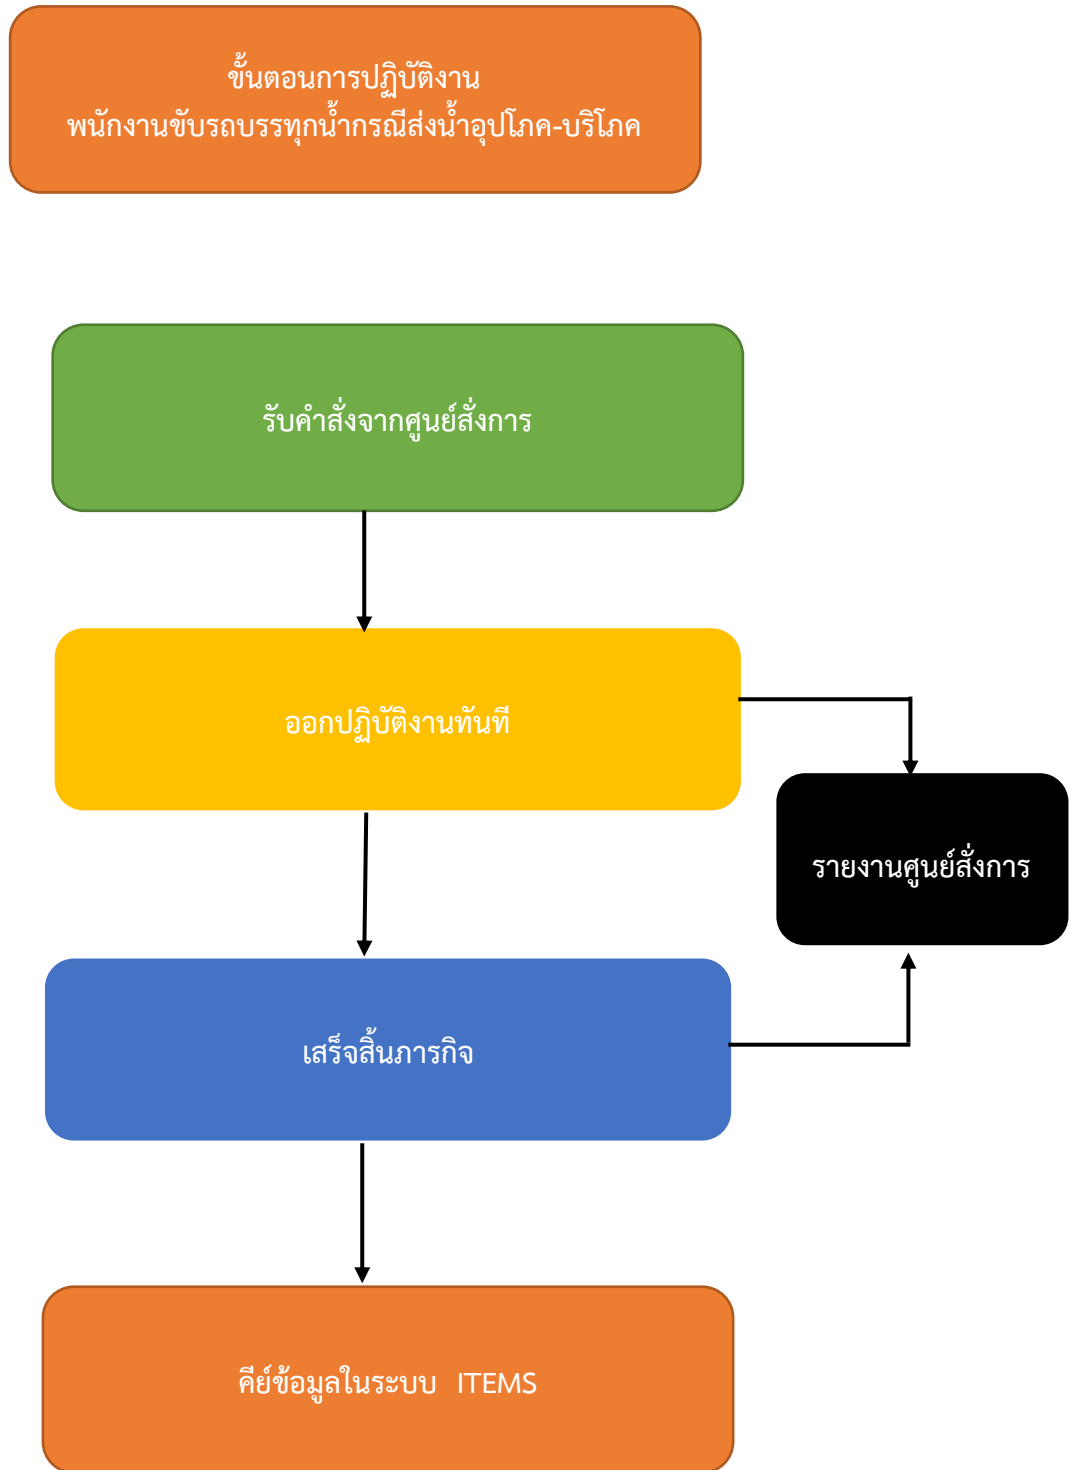 ขั้นตอนการปฏิบัติงาน
พนักงานขับรถบรรทุกน้ำกรณีส่งน้ำอุปโภค-บริโภค
รับคำสั่งจากศูนย์สั่งการ
ออกปฏิบัติงานทันที
รายงานศูนย์สั่งการ
เสร็จสิ้นภารกิจ
คีย์ข้อมูลในระบบ ITEMS